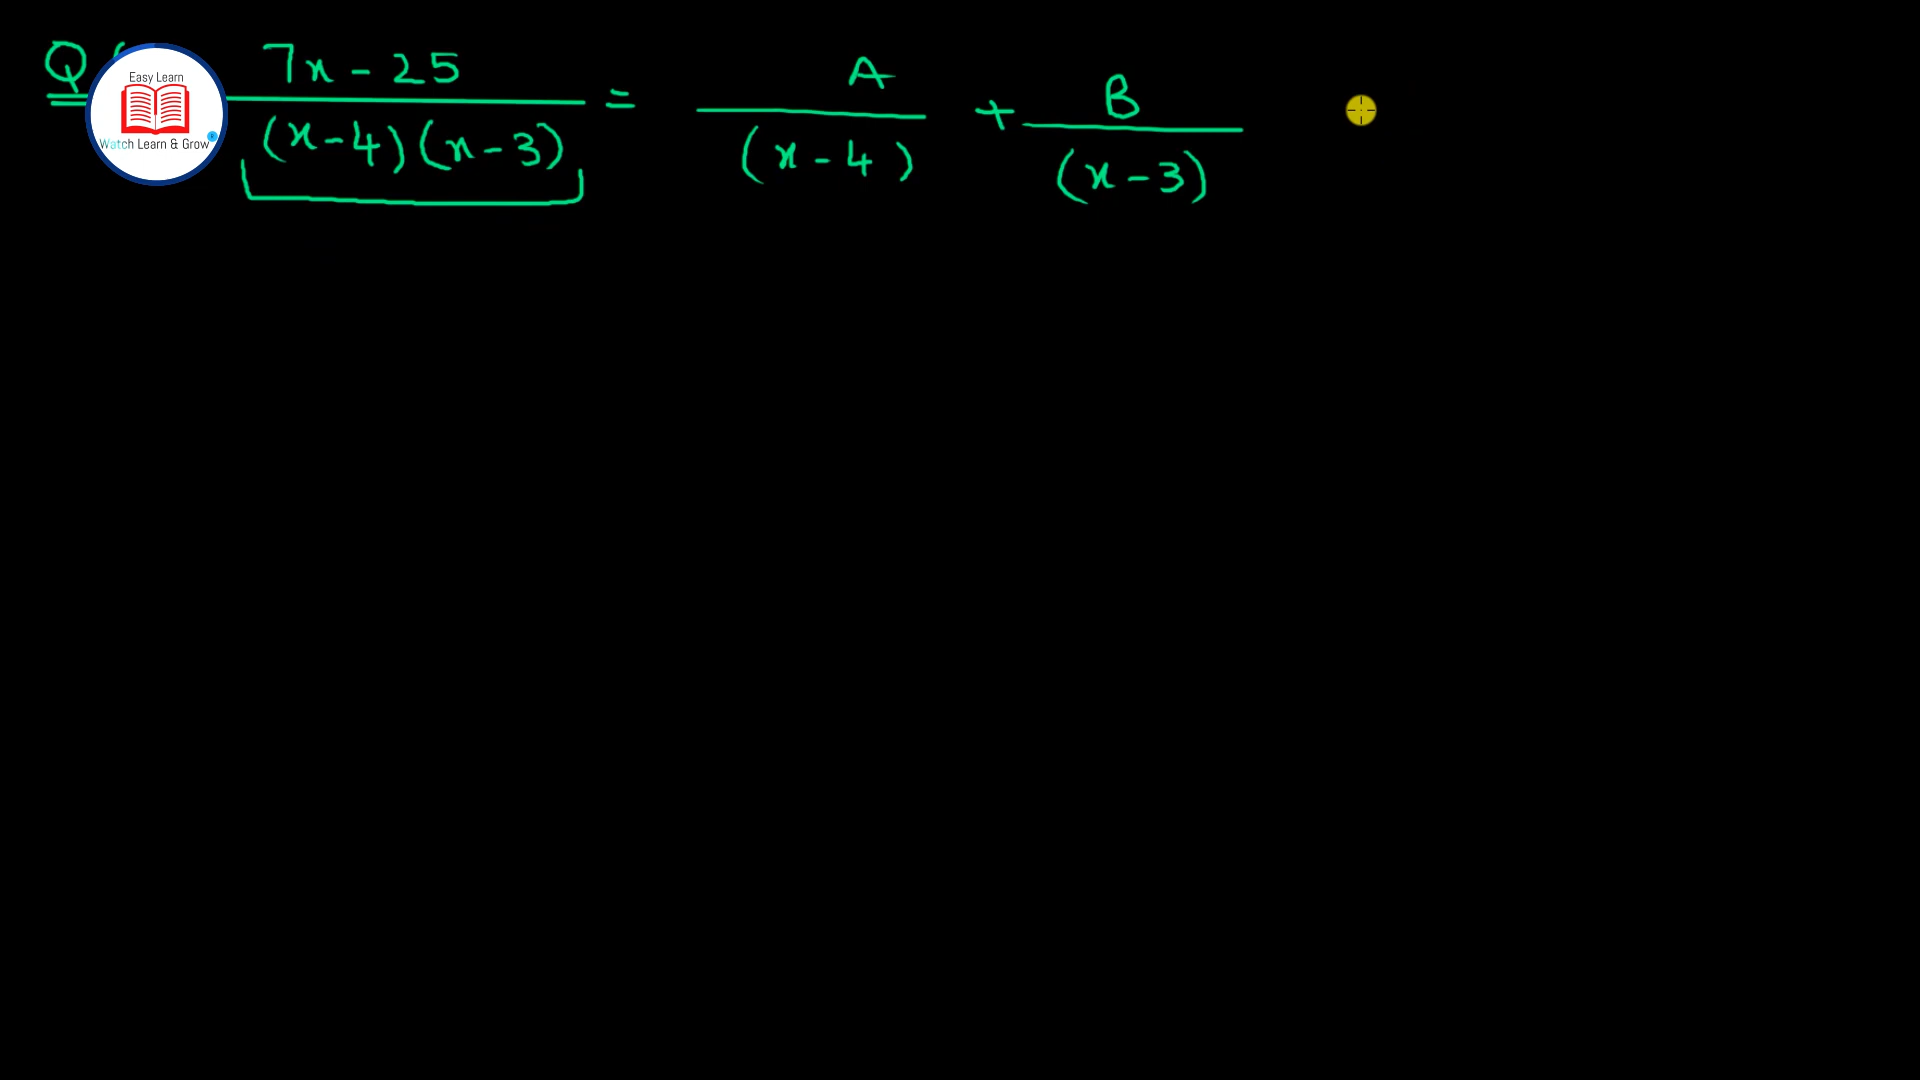 Q
7x - 25 / (x-4)(x-3) = A / (x-4) + B / (x-3)
Easy Learn
Watch Learn & Grow